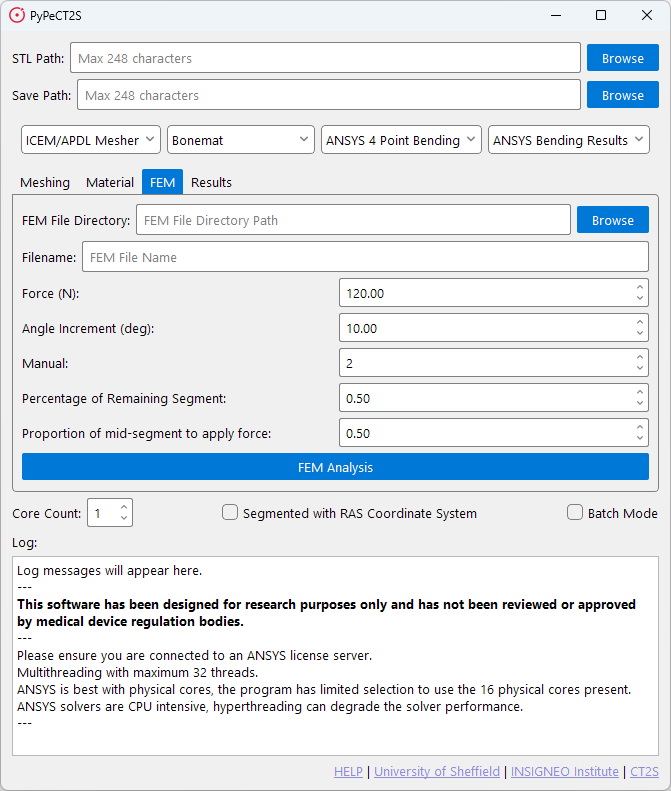 PyPeCT2S
STL Path: Max 248 characters Browse
Save Path: Max 248 characters Browse
ICEM/APDL Mesher Bonemat ANSYS 4 Point Bending ANSYS Bending Results
Meshing Material FEM Results
FEM File Directory: FEM File Directory Path Browse
Filename: FEM File Name
Force (N): 120.00
Angle Increment (deg): 10.00
Manual: 2
Percentage of Remaining Segment: 0.50
Proportion of mid-segment to apply force: 0.50
FEM Analysis
Core Count: 1 Segmented with RAS Coordinate System Batch Mode
Log:
Log messages will appear here.
---
This software has been designed for research purposes only and has not been reviewed or approved
by medical device regulation bodies.
---
Please ensure you are connected to an ANSYS license server.
Multithreading with maximum 32 threads.
ANSYS is best with physical cores, the program has limited selection to use the 16 physical cores present.
ANSYS solvers are CPU intensive, hyperthreading can degrade the solver performance.
---
HELP | University of Sheffield | INSIGNEO Institute | CT2S